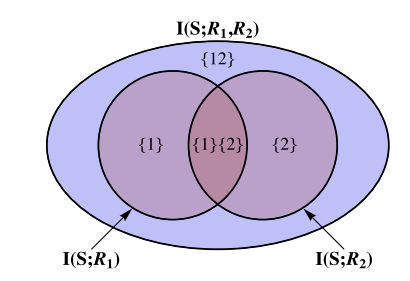 I(S;R₁,R₂)
{12}
{1} {1}{2} {2}
I(S;R₁) I(S;R₂)